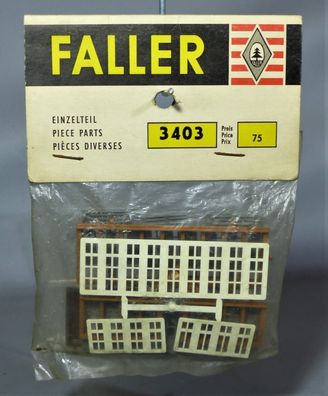 FALLER
EINZELTEIL
PIECE PARTS
PIÈCES DIVERSES
3403
Preis
Price
Prix
75